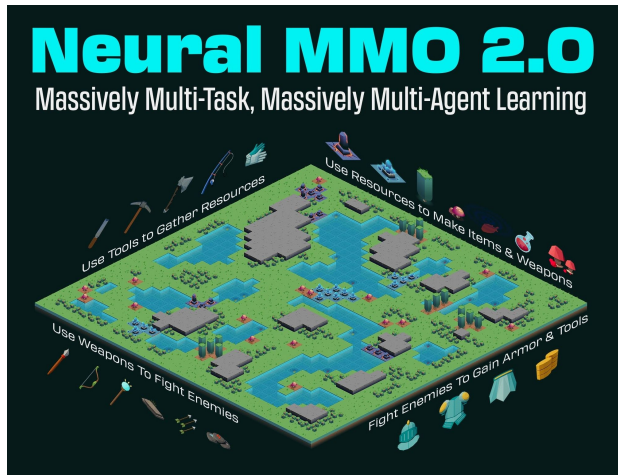 Neural MMO 2.0
Massively Multi-Task, Massively Multi-Agent Learning
Use Tools to Gather Resources
Use Resources to Make Items & Weapons
Use Weapons To Fight Enemies
Fight Enemies To Gain Armor & Tools